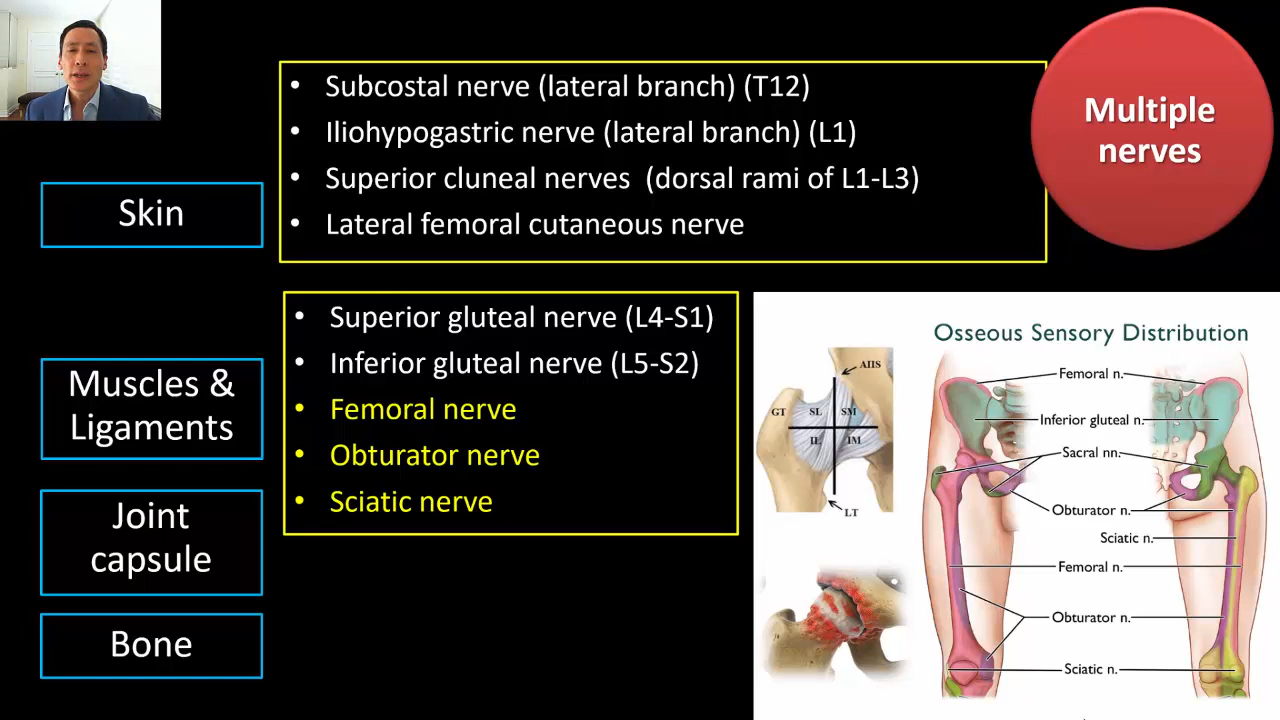 Multiple
nerves
Skin
• Subcostal nerve (lateral branch) (T12)
• Iliohypogastric nerve (lateral branch) (L1)
• Superior cluneal nerves (dorsal rami of L1-L3)
• Lateral femoral cutaneous nerve
Muscles &
Ligaments
Joint
capsule
Bone
• Superior gluteal nerve (L4-S1)
• Inferior gluteal nerve (L5-S2)
• Femoral nerve
• Obturator nerve
• Sciatic nerve
AIIS
GT
SL
SM
IL
IM
LT
Osseous Sensory Distribution
Femoral n.
Inferior gluteal n.
Sacral nn.
Obturator n.
Sciatic n.
Femoral n.
Obturator n.
Sciatic n.